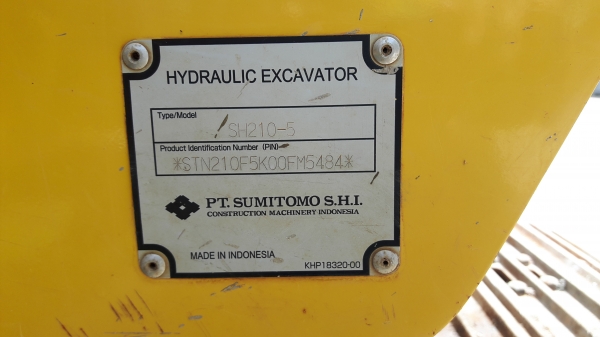 HYDRAULIC EXCAVATOR
Type/Model
SH210-5
Product Identification Number (PIN)
*STN210F5K00FM5484*
PT. SUMITOMO S.H.I.
CONSTRUCTION MACHINERY INDONESIA
MADE IN INDONESIA
KHP18320-00